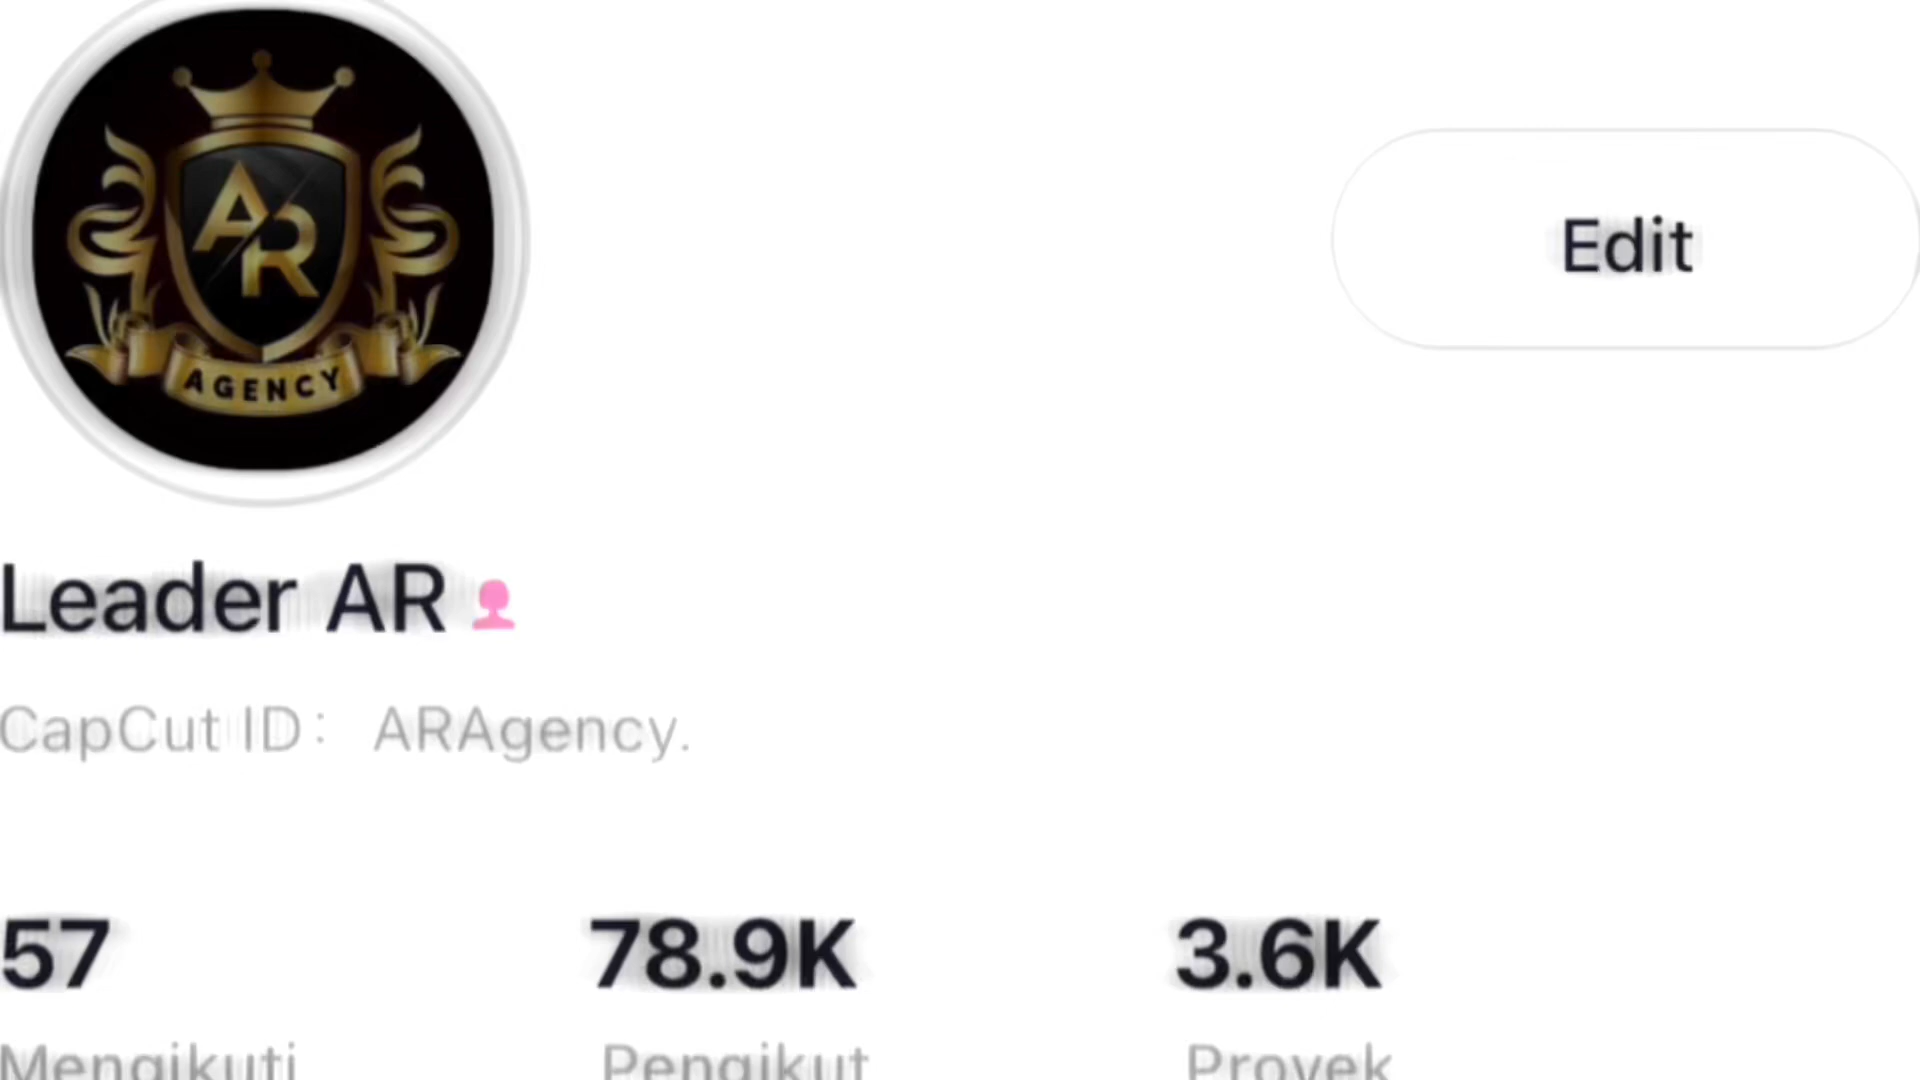 AR
AGENCY
Edit
Leader AR
CapCut ID： ARAgency.
57 78.9K 3.6K
Mengikuti Pengikut Proyek